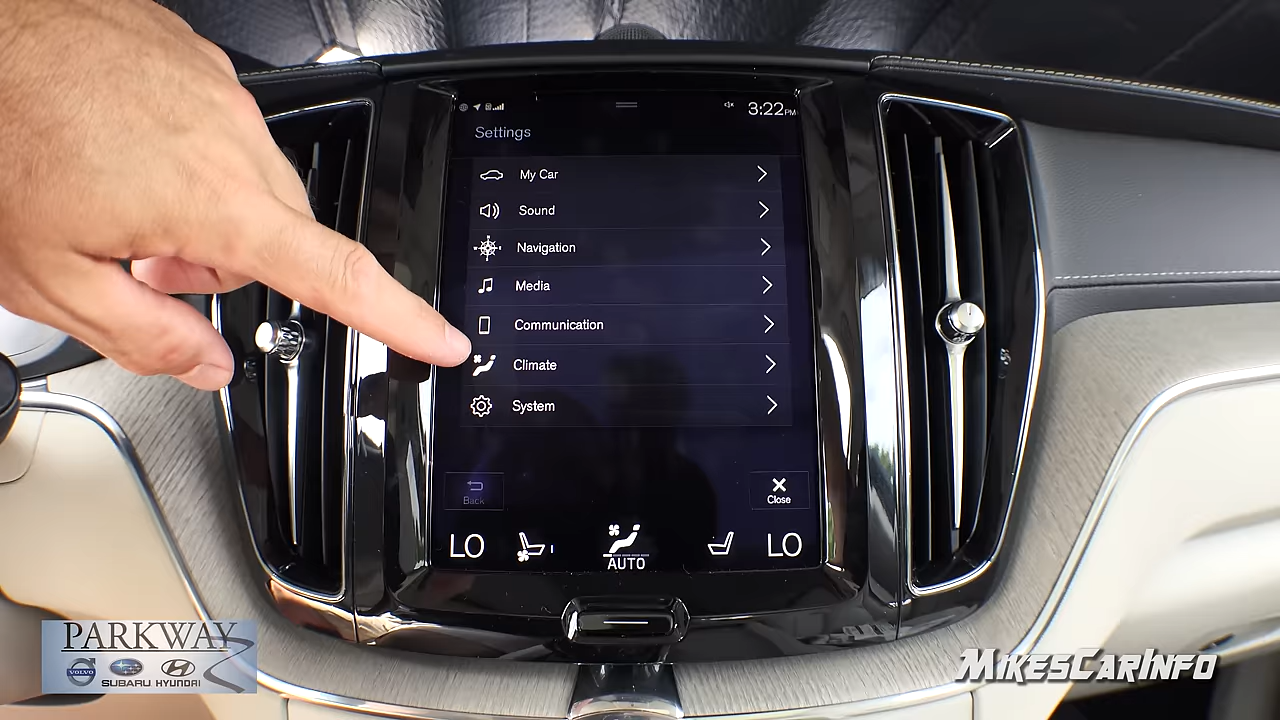 3:22PM
Settings
My Car
Sound
Navigation
Media
Communication
Climate
System
Back
Close
LO
AUTO
LO
PARKWAY
VOLVO
SUBARU HYUNDAI
MIKESCARINFO